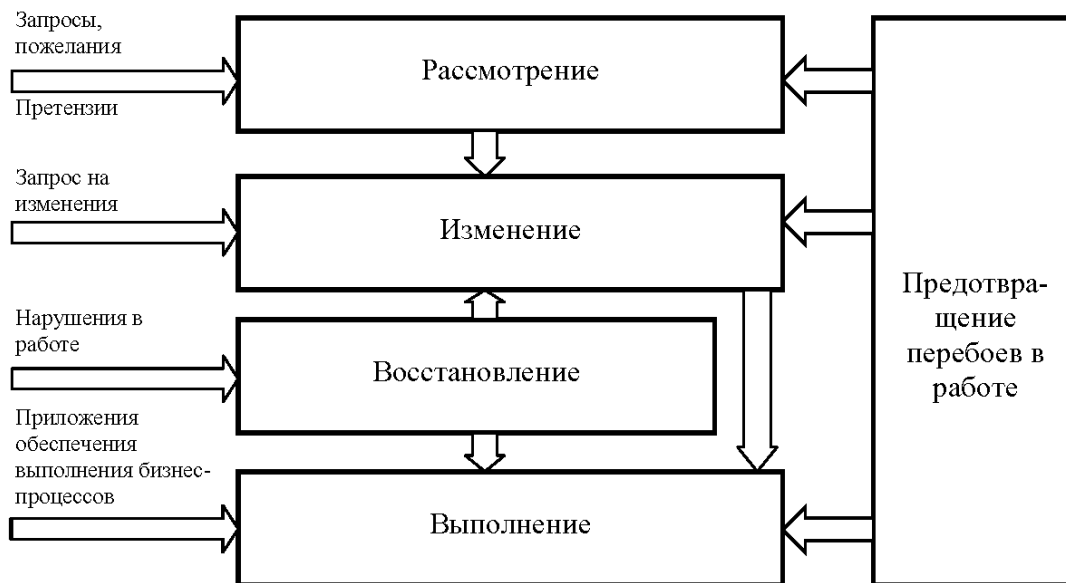 Запросы,
пожелания
Рассмотрение
Претензии
Запрос на
изменения
Изменение
Нарушения в
работе
Восстановление
Приложения
обеспечения
выполнения бизнес-
процессов
Выполнение
Предотвра-
щение
перебоев в
работе